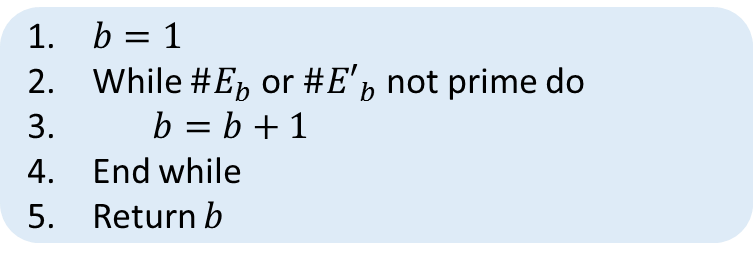 1. b = 1
2. While #E_b or #E'_b not prime do
3. b = b + 1
4. End while
5. Return b